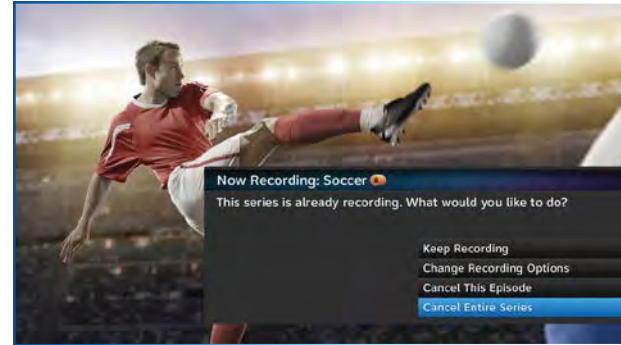 Now Recording: Soccer
This series is already recording. What would you like to do?
Keep Recording
Change Recording Options
Cancel This Episode
Cancel Entire Series